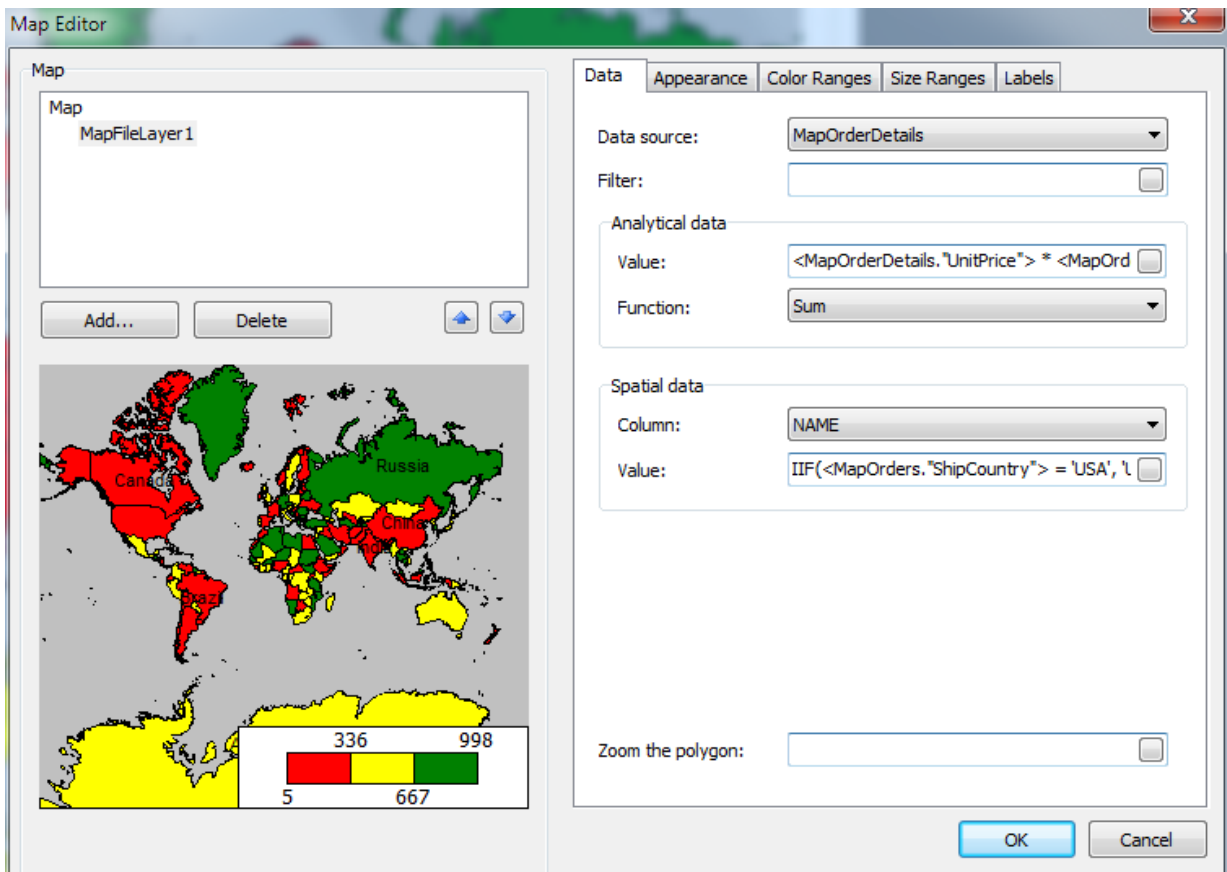 Map Editor
Map
Map
MapFileLayer1
Add...
Delete
Canada
Russia
China
India
Brazil
336 998
5 667
Data Appearance Color Ranges Size Ranges Labels
Data source: MapOrderDetails
Filter:
Analytical data
Value: <MapOrderDetails."UnitPrice"> * <MapOrd
Function: Sum
Spatial data
Column: NAME
Value: IIF(<MapOrders."ShipCountry"> = 'USA', 'U
Zoom the polygon:
OK Cancel